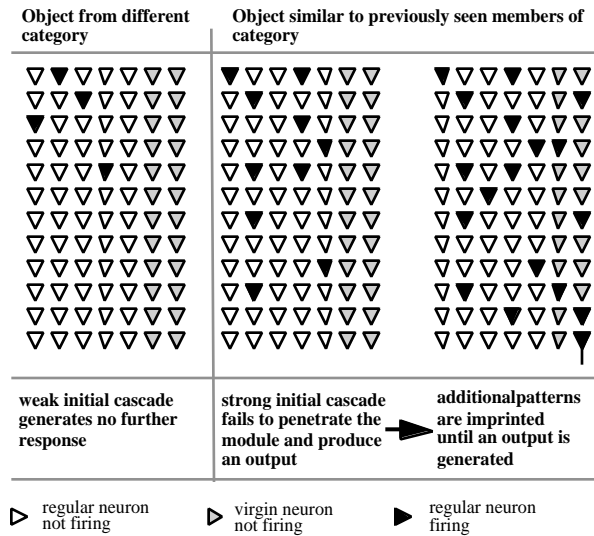 Object from different
category
Object similar to previously seen members of
category
weak initial cascade
generates no further
response
strong initial cascade
fails to penetrate the
module and produce
an output
additionalpatterns
are imprinted
until an output is
generated
regular neuron
not firing
virgin neuron
not firing
regular neuron
firing